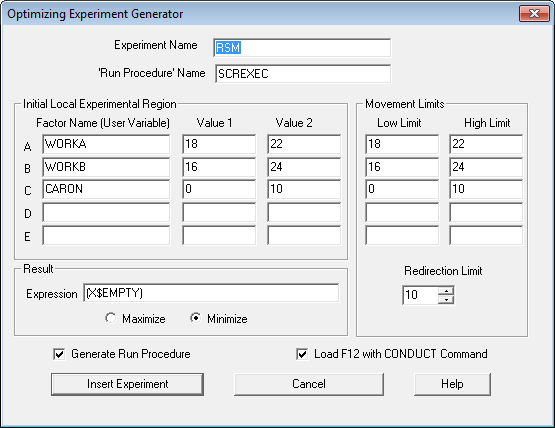 Optimizing Experiment Generator
Experiment Name RSM
'Run Procedure' Name SCREXEC
Initial Local Experimental Region Movement Limits
Factor Name (User Variable) Value 1 Value 2 Low Limit High Limit
A WORKA 18 22 18 22
B WORKB 16 24 16 24
C CARON 0 10 0 10
D
E
Result
Redirection Limit
Expression (X$EMPTY) 10
Maximize Minimize
Generate Run Procedure Load F12 with CONDUCT Command
Insert Experiment Cancel Help